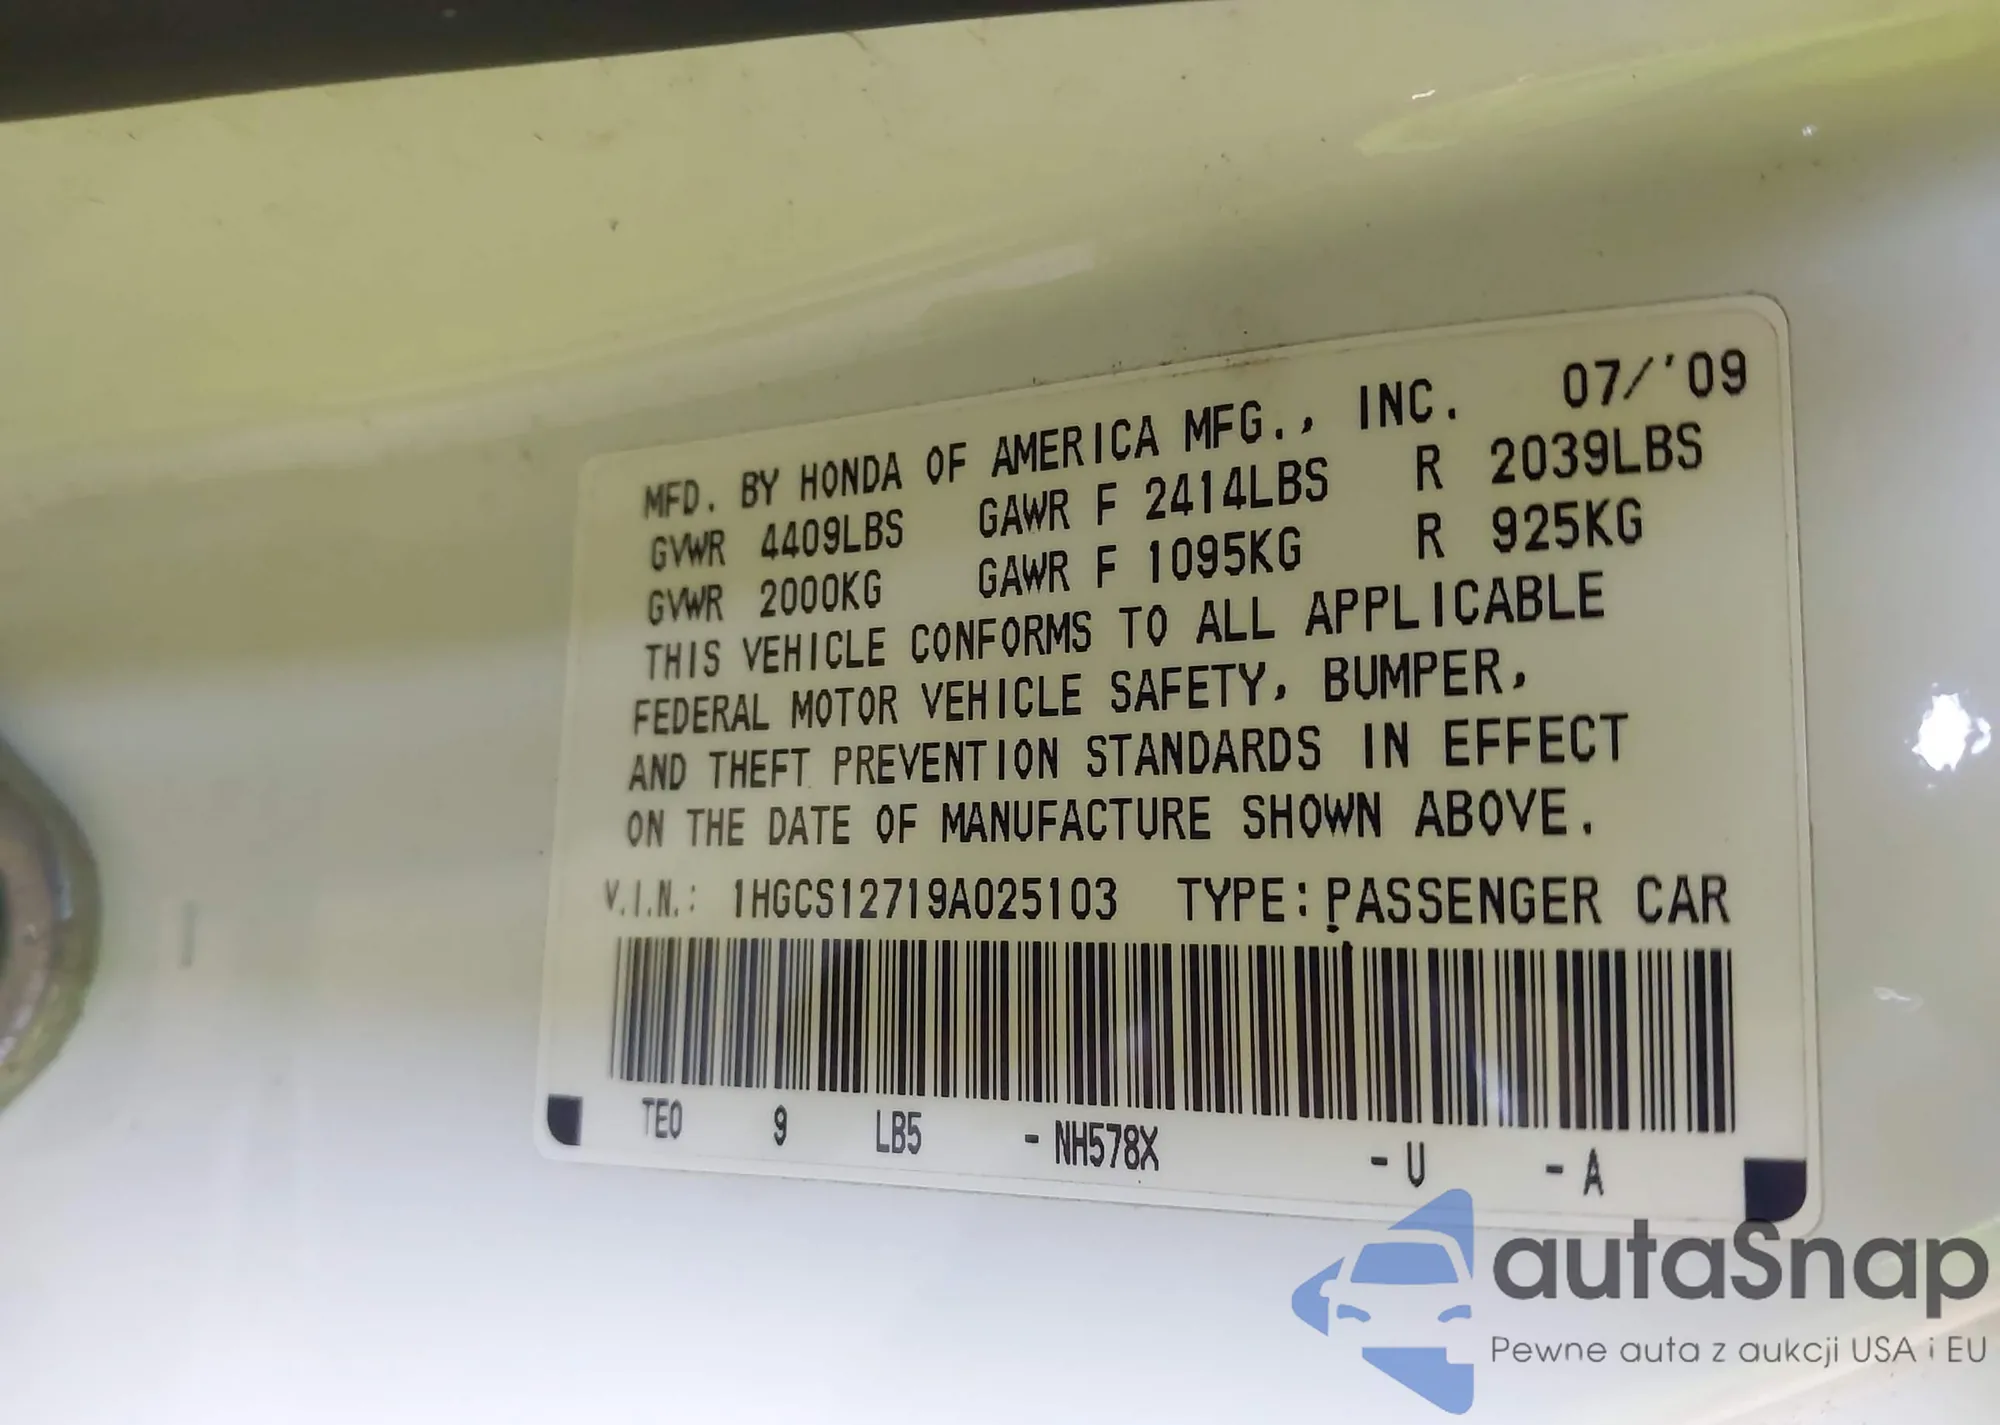 MFD. BY HONDA OF AMERICA MFG., INC. 07/'09
GVWR 4409LBS GAWR F 2414LBS R 2039LBS
GVWR 2000KG GAWR F 1095KG R 925KG
THIS VEHICLE CONFORMS TO ALL APPLICABLE
FEDERAL MOTOR VEHICLE SAFETY, BUMPER,
AND THEFT PREVENTION STANDARDS IN EFFECT
ON THE DATE OF MANUFACTURE SHOWN ABOVE.
V.I.N.: 1HGCS12719A025103 TYPE: PASSENGER CAR
TE0 9 LB5 - NH578X - U - A
autaSnap
Pewne auta z aukcji USA i EU